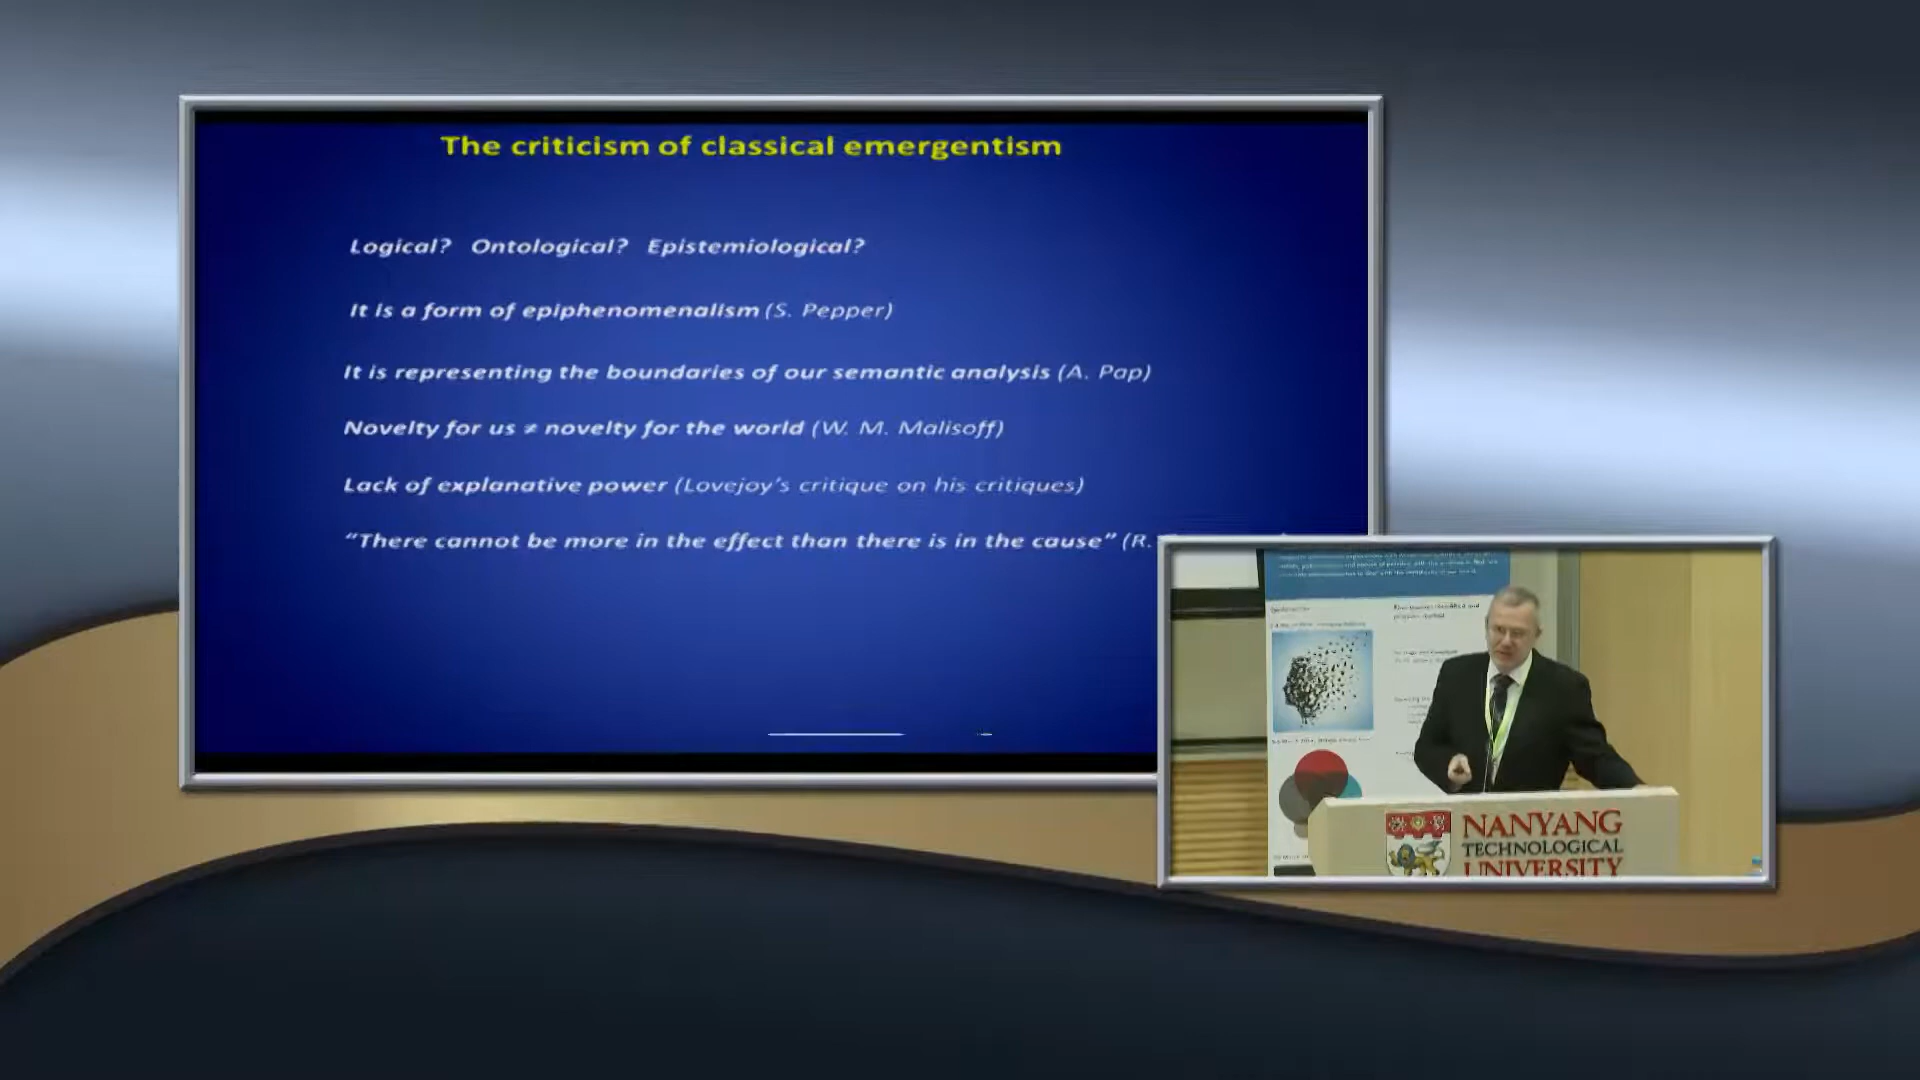 The criticism of classical emergentism
Logical? Ontological? Epistemiological?
It is a form of epiphenomenalism (S. Pepper)
It is representing the boundaries of our semantic analysis (A. Pap)
Novelty for us ≠ novelty for the world (W. M. Malisoff)
Lack of explanative power (Lovejoy's critique on his critiques)
“There cannot be more in the effect than there is in the cause” (R.
NANYANG
TECHNOLOGICAL
UNIVERSITY